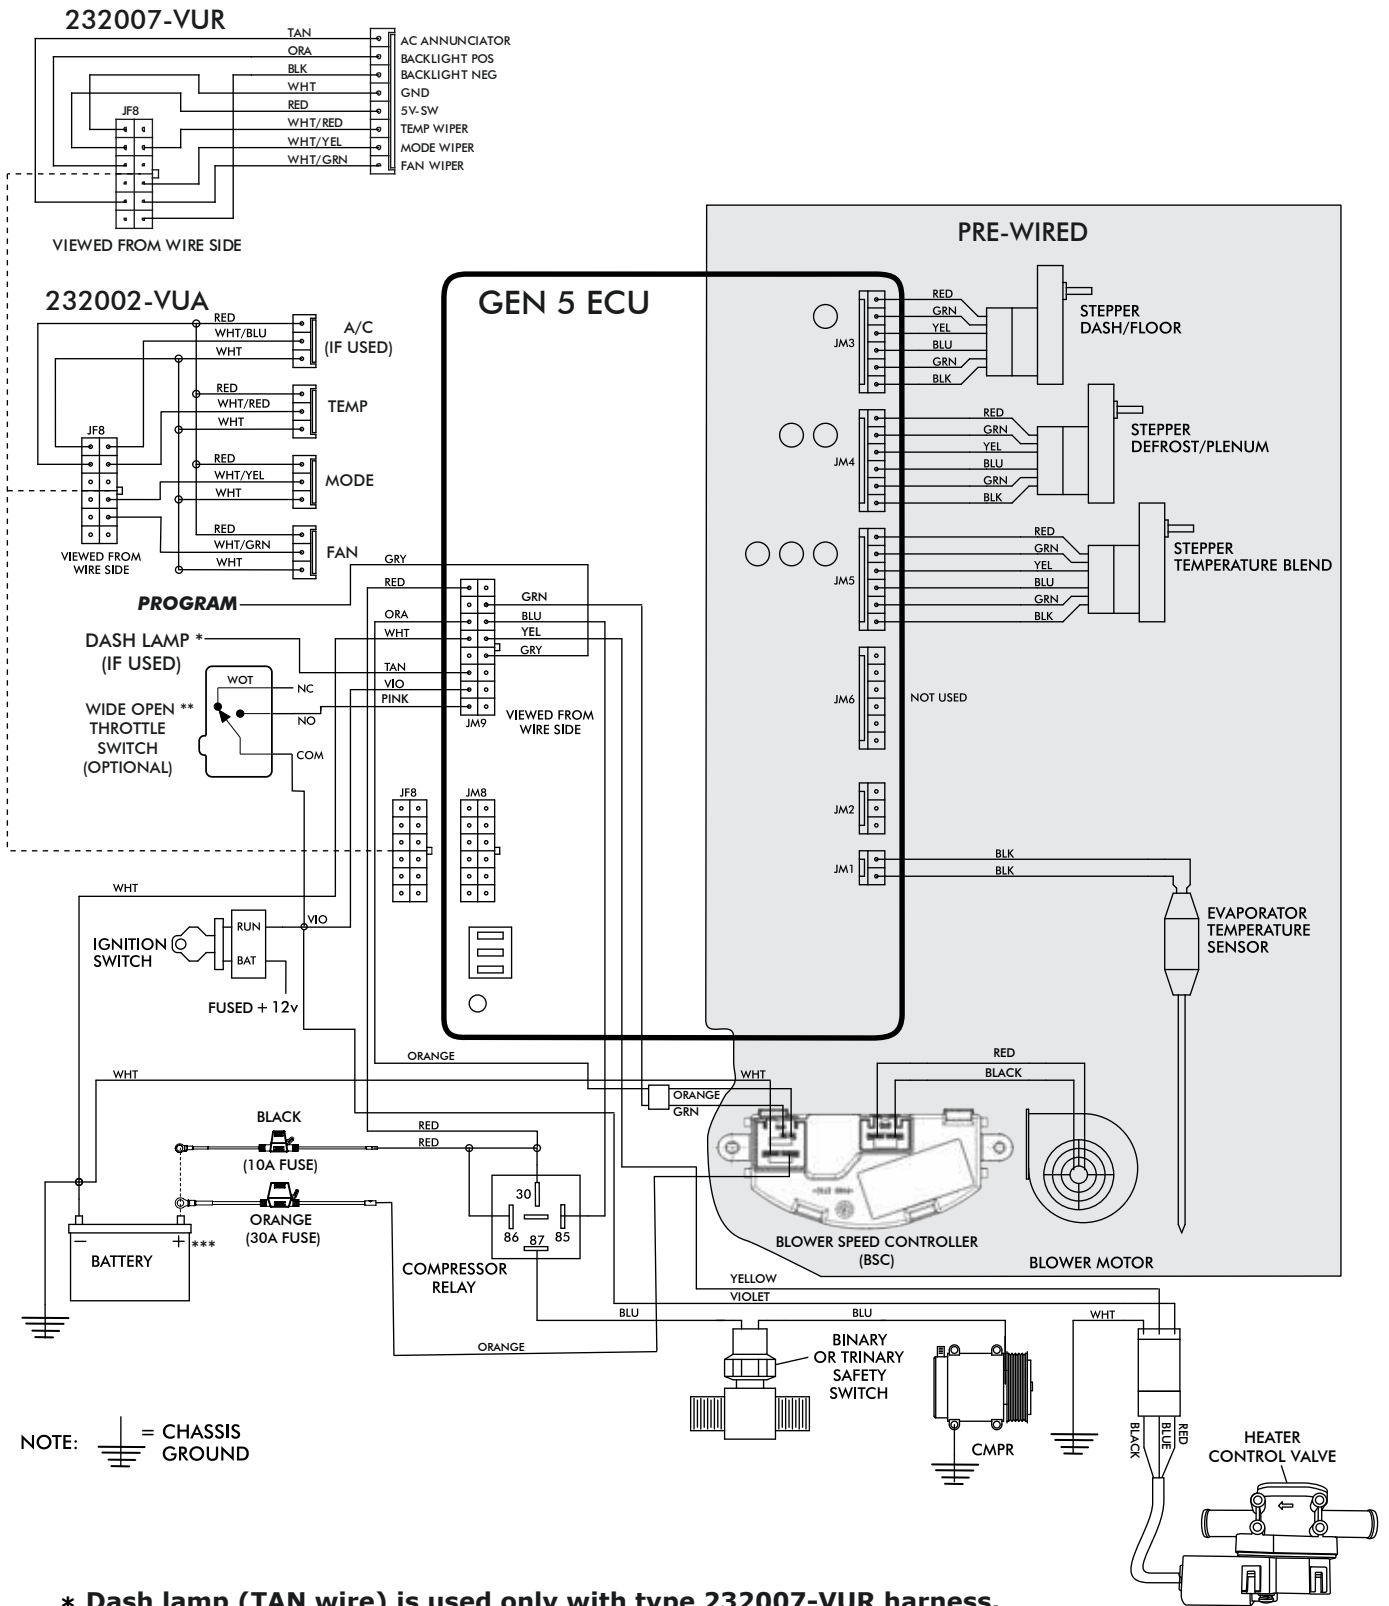 232007-VUR
TAN
ORA
BLK
WHT
RED
WHT/RED
WHT/YEL
WHT/GRN
AC ANNUNCIATOR
BACKLIGHT POS
BACKLIGHT NEG
GND
5V-SW
TEMP WIPER
MODE WIPER
FAN WIPER
JF8
VIEWED FROM WIRE SIDE
232002-VUA
RED
WHT/BLU
WHT
A/C
(IF USED)
RED
WHT/RED
WHT
TEMP
JF8
RED
WHT/YEL
WHT
MODE
RED
WHT/GRN
WHT
FAN
VIEWED FROM
WIRE SIDE
GEN 5 ECU
PRE-WIRED
JM3
RED
GRN
YEL
BLU
GRN
BLK
STEPPER
DASH/FLOOR
JM4
RED
GRN
YEL
BLU
GRN
BLK
STEPPER
DEFROST/PLENUM
JM5
RED
GRN
YEL
BLU
GRN
BLK
STEPPER
TEMPERATURE BLEND
JM6
NOT USED
JM2
JM1
BLK
BLK
EVAPORATOR
TEMPERATURE
SENSOR
PROGRAM
GRY
RED
ORA
WHT
TAN
VIO
PINK
GRN
BLU
YEL
GRY
JM9
VIEWED FROM
WIRE SIDE
DASH LAMP *
(IF USED)
WOT
NC
NO
COM
WIDE OPEN **
THROTTLE
SWITCH
(OPTIONAL)
JF8
JM8
WHT
IGNITION
SWITCH
RUN
BAT
VIO
FUSED + 12v
ORANGE
WHT
WHT
ORANGE
GRN
RED
BLACK
BLACK
(10A FUSE)
RED
RED
ORANGE
(30A FUSE)
BATTERY
-
+ ***
30
86
87
85
COMPRESSOR
RELAY
BLOWER SPEED CONTROLLER
(BSC)
BLOWER MOTOR
YELLOW
VIOLET
BLU
BLU
WHT
ORANGE
BINARY
OR TRINARY
SAFETY
SWITCH
CMPR
BLACK
BLUE
RED
HEATER
CONTROL VALVE
NOTE:
= CHASSIS
GROUND
* Dash lamp (TAN wire) is used only with type 232007-VUR harness.